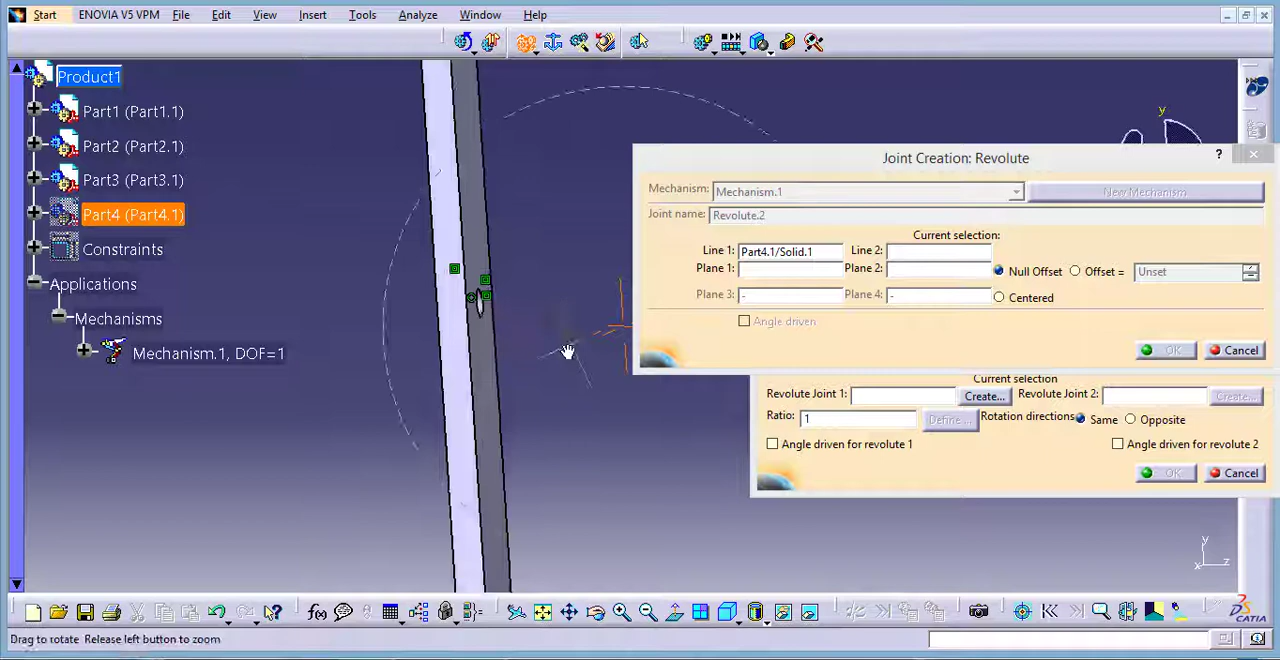 Start ENOVIA V5 VPM File Edit View Insert Tools Analyze Window Help
Product1
Part1 (Part1.1)
Part2 (Part2.1)
Part3 (Part3.1)
Part4 (Part4.1)
Constraints
Applications
Mechanisms
Mechanism.1, DOF=1
y
Joint Creation: Revolute ?
Mechanism: Mechanism.1 New Mechanism
Joint name: Revolute.2
Current selection:
Line 1: Part4.1/Solid.1 Line 2:
Plane 1: Plane 2: Null Offset Offset = Unset
Plane 3: - Plane 4: - Centered
Angle driven
OK Cancel
Current selection
Revolute Joint 1: Create... Revolute Joint 2: Create...
Ratio: 1 Define ... Rotation directions Same Opposite
Angle driven for revolute 1 Angle driven for revolute 2
OK Cancel
y
x z
f(x)
CATIA
Drag to rotate Release left button to zoom